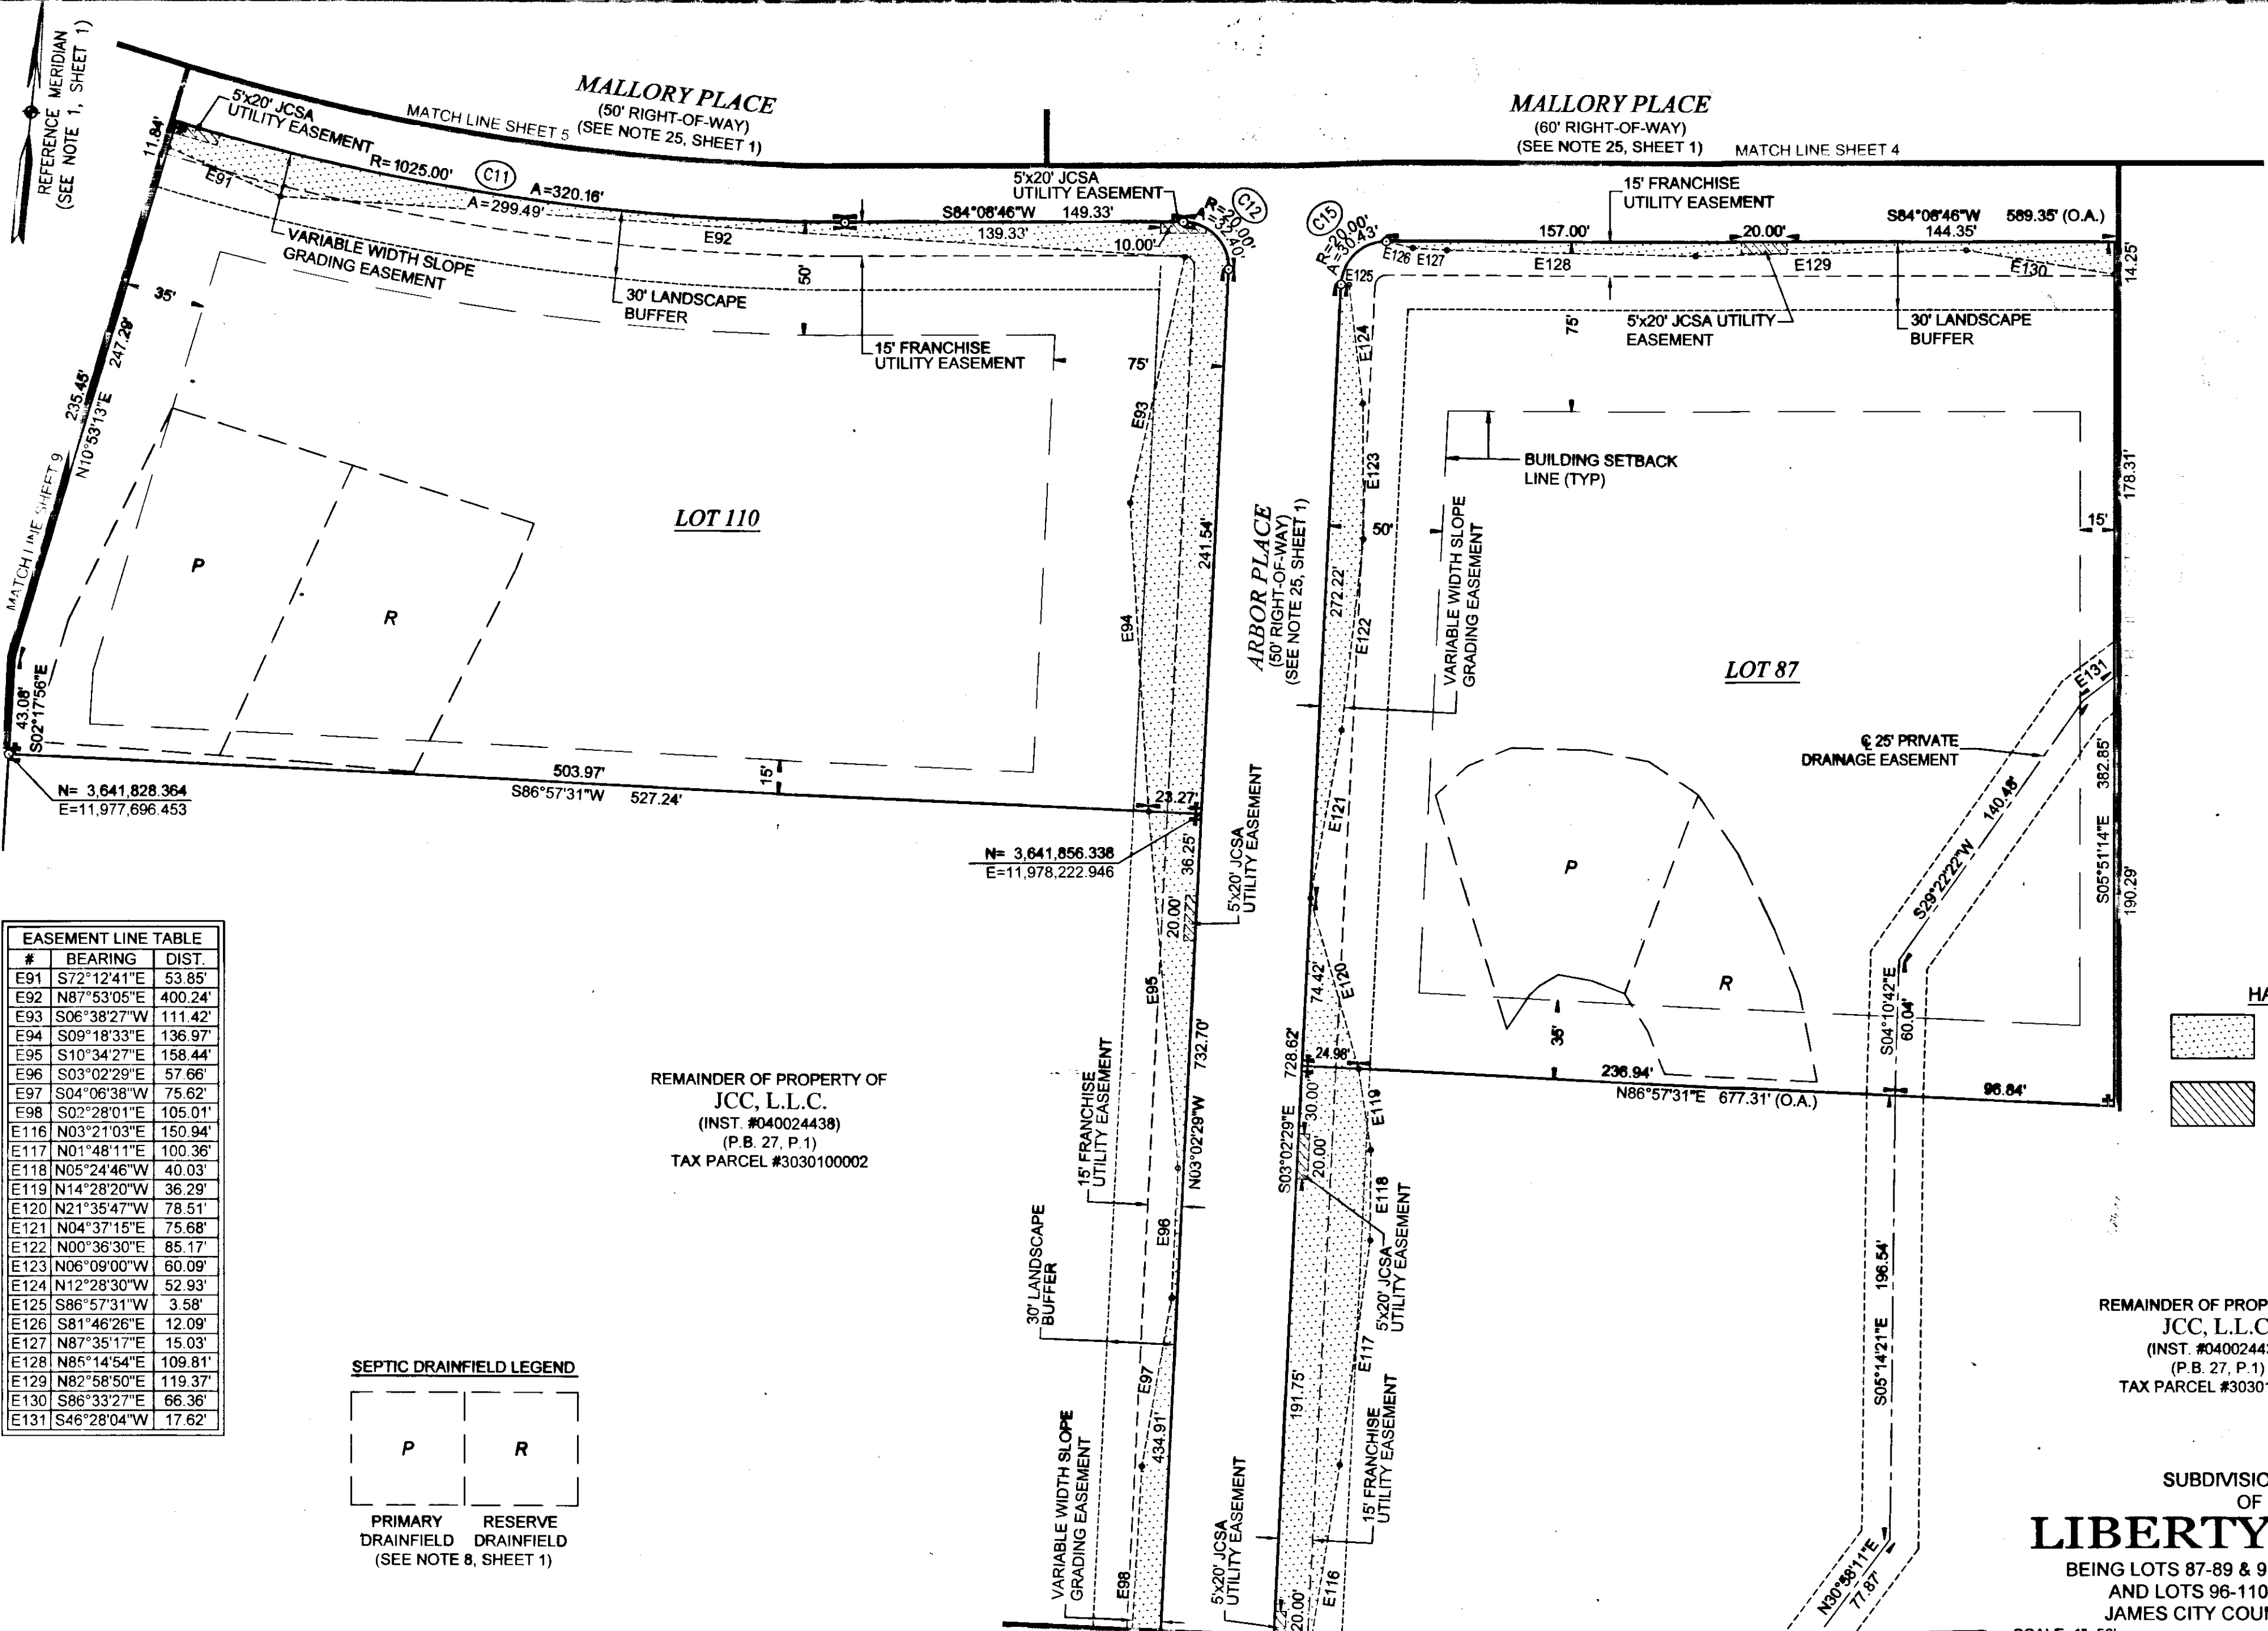 REFERENCE MERIDIAN
(SEE NOTE 1, SHEET 1)
5'x20' JCSA
UTILITY EASEMENT
11.84'
MATCH LINE SHEET 5
MALLORY PLACE
(50' RIGHT-OF-WAY)
(SEE NOTE 25, SHEET 1)
R=1025.00'
C11
A=320.16'
A=299.49'
E91
E92
5'x20' JCSA
UTILITY EASEMENT
S84°08'46"W 149.33'
139.33'
10.00'
C12
R=20.00'
A=32.40'
VARIABLE WIDTH SLOPE
GRADING EASEMENT
30' LANDSCAPE
BUFFER
50'
15' FRANCHISE
UTILITY EASEMENT
75'
35'
247.29'
235.45'
N10°53'13"E
MATCH LINE SHEET 9
43.08'
S02°17'56"E
P
R
LOT 110
E93
E94
241.54'
503.97'
S86°57'31"W 527.24'
15'
23.27'
N= 3,641,828.364
E=11,977,696.453
N= 3,641,856.338
E=11,978,222.946
36.25'
20.00'
5'x20' JCSA
UTILITY EASEMENT
MALLORY PLACE
(60' RIGHT-OF-WAY)
(SEE NOTE 25, SHEET 1)
MATCH LINE SHEET 4
15' FRANCHISE
UTILITY EASEMENT
S84°08'46"W 589.35' (O.A.)
157.00'
20.00'
144.35'
C15
R=20.00'
A=30.43'
E125
E126
E127
E128
E129
E130
14.25'
75'
5'x20' JCSA UTILITY
EASEMENT
30' LANDSCAPE
BUFFER
BUILDING SETBACK
LINE (TYP)
E124
E123
E122
E121
E120
50'
272.22'
ARBOR PLACE
(50' RIGHT-OF-WAY)
(SEE NOTE 25, SHEET 1)
VARIABLE WIDTH SLOPE
GRADING EASEMENT
178.31'
15'
LOT 87
E131
℄ 25' PRIVATE
DRAINAGE EASEMENT
140.48'
S29°22'22"W
382.85'
S05°51'14"E
190.29'
P
R
35'
74.42'
24.98'
728.62'
S03°02'29"E
30.00'
20.00'
236.94'
N86°57'31"E 677.31' (O.A.)
96.84'
S04°10'42"E
60.04'
EASEMENT LINE TABLE
# BEARING DIST.
E91 S72°12'41"E 53.85'
E92 N87°53'05"E 400.24'
E93 S06°38'27"W 111.42'
E94 S09°18'33"E 136.97'
E95 S10°34'27"E 158.44'
E96 S03°02'29"E 57.66'
E97 S04°06'38"W 75.62'
E98 S02°28'01"E 105.01'
E116 N03°21'03"E 150.94'
E117 N01°48'11"E 100.36'
E118 N05°24'46"W 40.03'
E119 N14°28'20"W 36.29'
E120 N21°35'47"W 78.51'
E121 N04°37'15"E 75.68'
E122 N00°36'30"E 85.17'
E123 N06°09'00"W 60.09'
E124 N12°28'30"W 52.93'
E125 S86°57'31"W 3.58'
E126 S81°46'26"E 12.09'
E127 N87°35'17"E 15.03'
E128 N85°14'54"E 109.81'
E129 N82°58'50"E 119.37'
E130 S86°33'27"E 66.36'
E131 S46°28'04"W 17.62'
REMAINDER OF PROPERTY OF
JCC, L.L.C.
(INST. #040024438)
(P.B. 27, P.1)
TAX PARCEL #3030100002
SEPTIC DRAINFIELD LEGEND
P
R
PRIMARY RESERVE
DRAINFIELD DRAINFIELD
(SEE NOTE 8, SHEET 1)
E95
732.70'
N03°02'29"W
15' FRANCHISE
UTILITY EASEMENT
30' LANDSCAPE
BUFFER
E96
E97
434.91'
VARIABLE WIDTH SLOPE
GRADING EASEMENT
E98
5'x20' JCSA
UTILITY EASEMENT
20.00'
191.75'
E119
E118
5'x20' JCSA
UTILITY EASEMENT
E117
15' FRANCHISE
UTILITY EASEMENT
E116
196.54'
S05°14'21"E
N30°58'11"E
77.87'
HA
REMAINDER OF PROP
JCC, L.L.C
(INST. #04002443
(P.B. 27, P.1)
TAX PARCEL #30301
SUBDIVISIO
OF
LIBERTY
BEING LOTS 87-89 & 9
AND LOTS 96-110
JAMES CITY COU